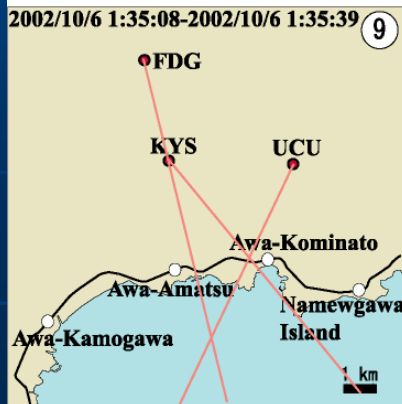 2002/10/6 1:35:08-2002/10/6 1:35:39
9
FDG
KYS
UCU
Awa-Kominato
Awa-Amatsu
Namewgawa
Island
Awa-Kamogawa
1 km